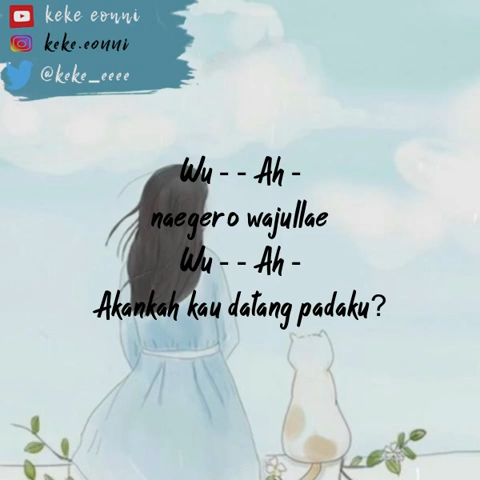 keke eonni
keke.eonni
@keke_eeee
Wu - - Ah -
naegero wajullae
Wu - - Ah -
Akankah kau datang padaku?